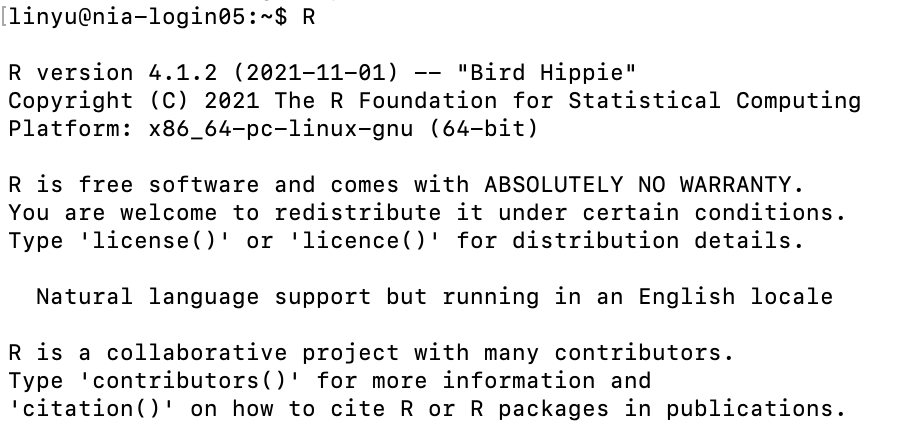 [linyu@nia-login05:~$ R
R version 4.1.2 (2021-11-01) -- "Bird Hippie"
Copyright (C) 2021 The R Foundation for Statistical Computing
Platform: x86_64-pc-linux-gnu (64-bit)
R is free software and comes with ABSOLUTELY NO WARRANTY.
You are welcome to redistribute it under certain conditions.
Type 'license()' or 'licence()' for distribution details.
Natural language support but running in an English locale
R is a collaborative project with many contributors.
Type 'contributors()' for more information and
'citation()' on how to cite R or R packages in publications.